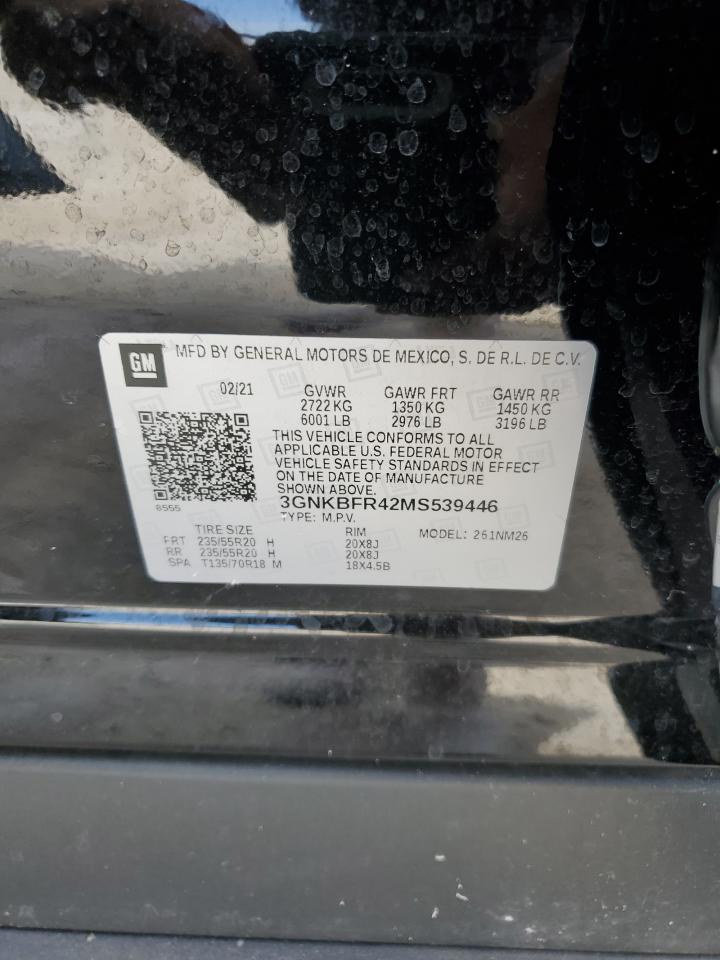 GM MFD BY GENERAL MOTORS DE MEXICO, S. DE R.L. DE C.V.
02/21 GVWR GAWR FRT GAWR RR
2722 KG 1350 KG 1450 KG
6001 LB 2976 LB 3196 LB
THIS VEHICLE CONFORMS TO ALL
APPLICABLE U.S. FEDERAL MOTOR
VEHICLE SAFETY STANDARDS IN EFFECT
ON THE DATE OF MANUFACTURE
SHOWN ABOVE.
8555 3GNKBFR42MS539446
TYPE: M.P.V.
TIRE SIZE RIM MODEL: 261NM26
FRT 235/55R20 H 20X8J
RR 235/55R20 H 20X8J
SPA T135/70R18 M 18X4.5B